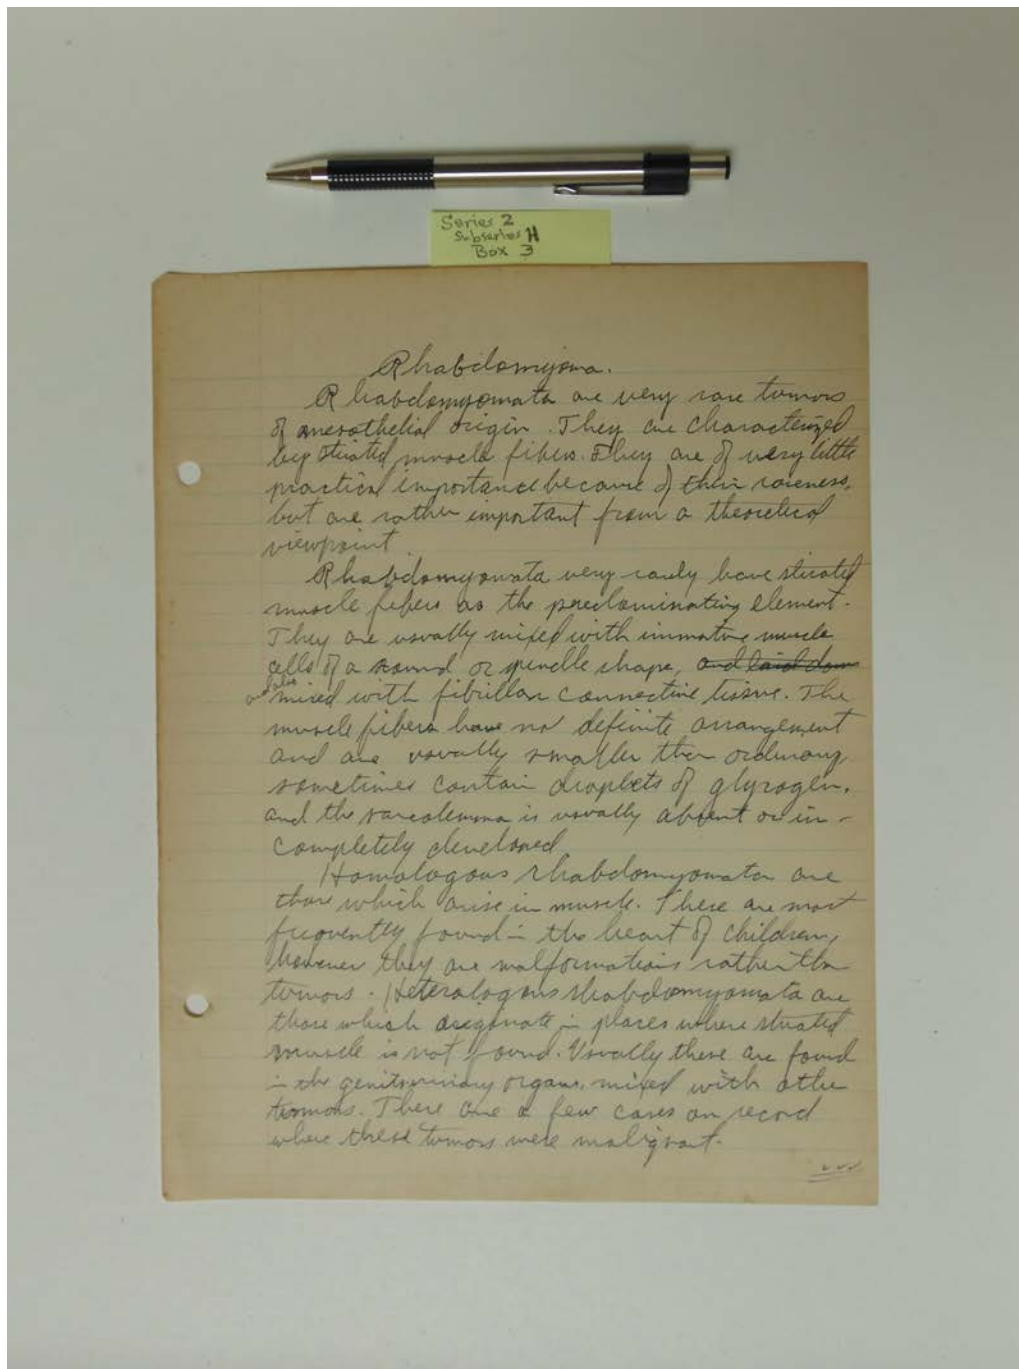 Series 2
Subseries H
Box 3
Rhabdomyoma.
Rhabdomyomata are very rare tumors
of mesothelial origin. They are characterized
by striated muscle fibers. They are of very little
practical importance because of their rareness,
but are rather important from a theoretical
viewpoint.
Rhabdomyomata very rarely have striated
muscle fibers as the predominating element.
They are usually mixed with immature muscle
cells of a round or spindle shape, and laid down
and also mixed with fibrillar connective tissue. The
muscle fibers have no definite arrangement
and are usually smaller than ordinary
sometimes contain droplets of glycogen,
and the sarcolemma is usually absent or in-
completely developed.
Homologous rhabdomyomata are
those which arise in muscle. These are most
frequently found in the heart of children,
however they are malformations rather than
tumors. Heterologous rhabdomyomata are
those which originate in places where striated
muscle is not found. Usually these are found
in the genitourinary organs, mixed with other
tumors. There are a few cases on record
where these tumors were malignant.